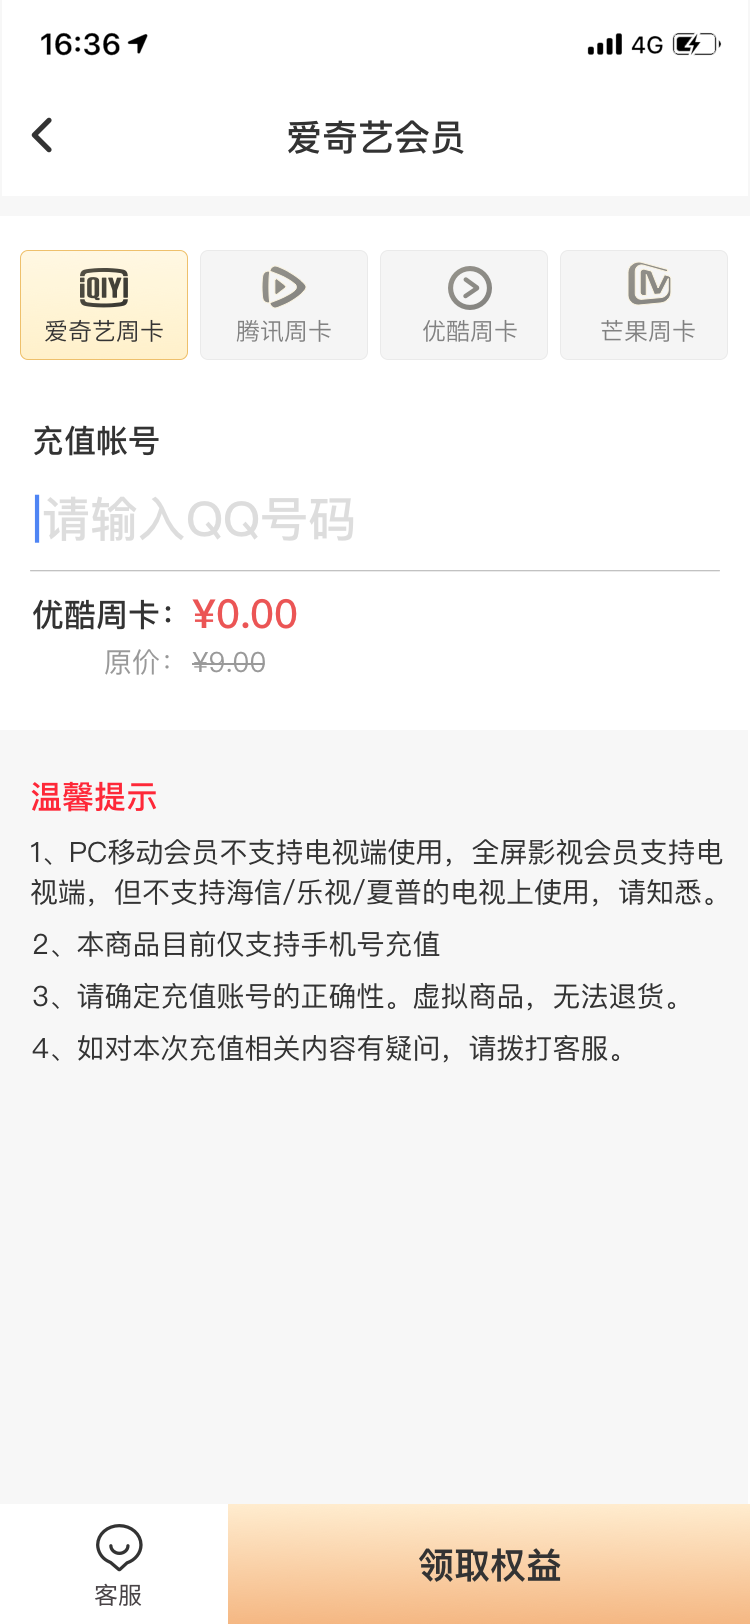 16:36
4G
爱奇艺会员
iQIYI
爱奇艺周卡
腾讯周卡
优酷周卡
芒果周卡
充值帐号
请输入QQ号码
优酷周卡：¥0.00
原价：¥9.00
温馨提示
1、PC移动会员不支持电视端使用，全屏影视会员支持电
视端，但不支持海信/乐视/夏普的电视上使用，请知悉。
2、本商品目前仅支持手机号充值
3、请确定充值账号的正确性。虚拟商品，无法退货。
4、如对本次充值相关内容有疑问，请拨打客服。
客服
领取权益